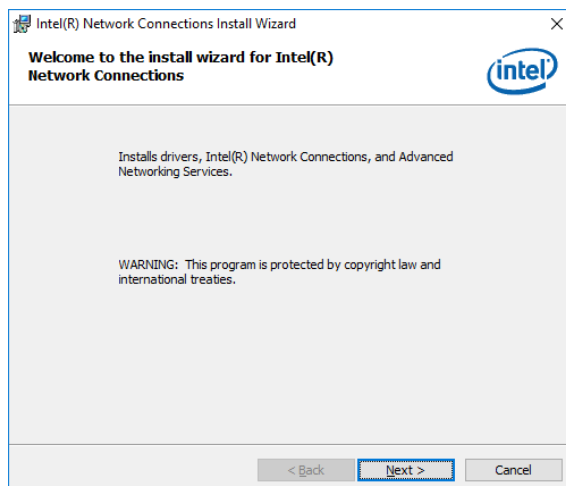 Intel(R) Network Connections Install Wizard
Welcome to the install wizard for Intel(R)
Network Connections
intel
Installs drivers, Intel(R) Network Connections, and Advanced
Networking Services.
WARNING: This program is protected by copyright law and
international treaties.
< Back
Next >
Cancel